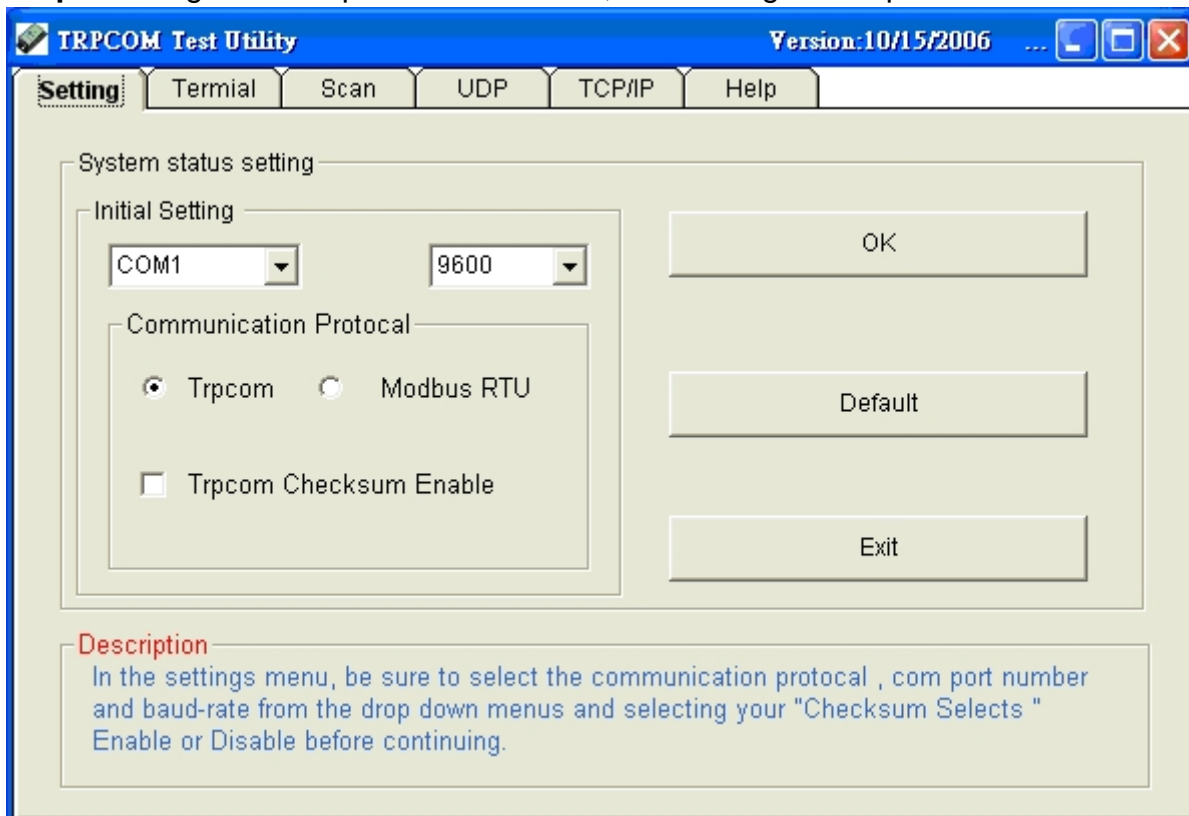 TRPCOM Test Utility Version:10/15/2006 ...
Setting Termial Scan UDP TCP/IP Help
System status setting
Initial Setting
COM1 9600
OK
Communication Protocal
Trpcom Modbus RTU
Default
Trpcom Checksum Enable
Exit
Description
In the settings menu, be sure to select the communication protocal , com port number
and baud-rate from the drop down menus and selecting your "Checksum Selects "
Enable or Disable before continuing.